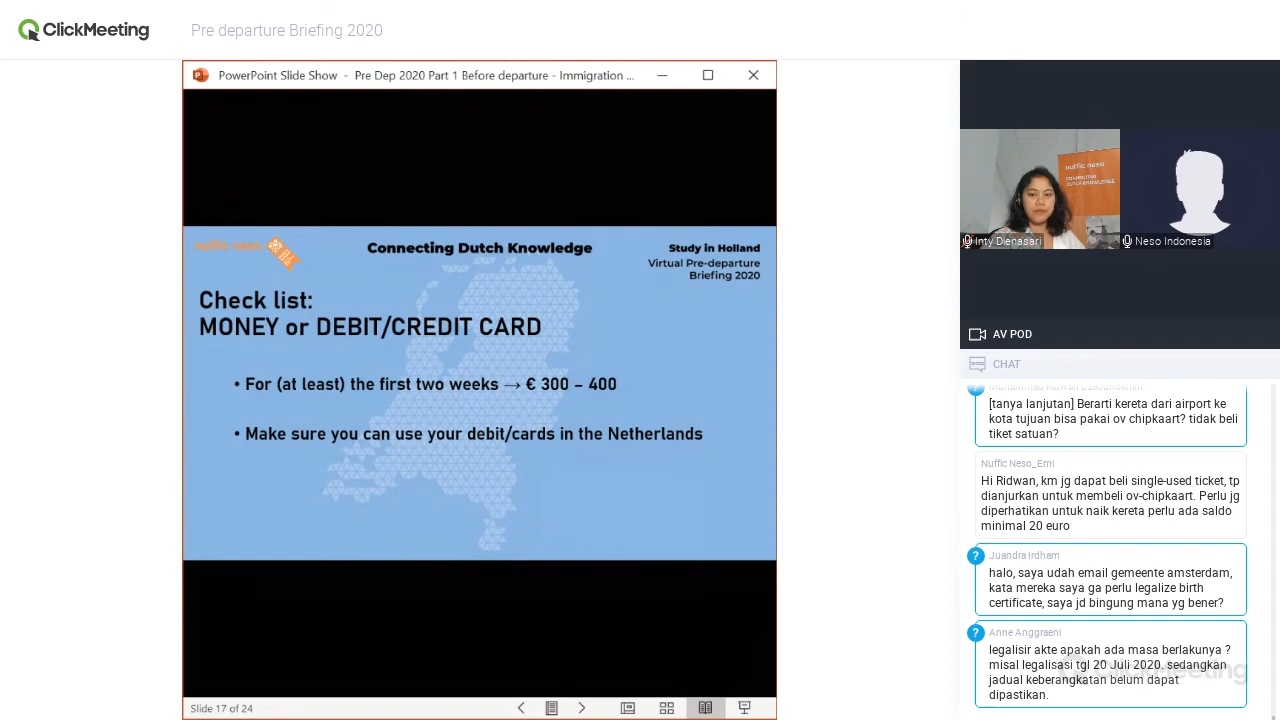 ClickMeeting
Pre departure Briefing 2020
PowerPoint Slide Show - Pre Dep 2020 Part 1 Before departure - Immigration ...
nuffic neso
Connecting Dutch Knowledge
Study in Holland
Virtual Pre-departure
Briefing 2020
Check list:
MONEY or DEBIT/CREDIT CARD
• For (at least) the first two weeks → € 300 – 400
• Make sure you can use your debit/cards in the Netherlands
Slide 17 of 24
nuffic neso
CONNECTING
DUTCH KNOWLEDGE
Inty Dienasari
Neso Indonesia
AV POD
CHAT
?
[tanya lanjutan] Berarti kereta dari airport ke
kota tujuan bisa pakai ov chipkaart? tidak beli
tiket satuan?
Nuffic Neso_Emi
Hi Ridwan, km jg dapat beli single-used ticket, tp
dianjurkan untuk membeli ov-chipkaart. Perlu jg
diperhatikan untuk naik kereta perlu ada saldo
minimal 20 euro
?
Juandra Irdham
halo, saya udah email gemeente amsterdam,
kata mereka saya ga perlu legalize birth
certificate, saya jd bingung mana yg bener?
?
Anne Anggraeni
legalisir akte apakah ada masa berlakunya ?
misal legalisasi tgl 20 Juli 2020. sedangkan
jadual keberangkatan belum dapat
dipastikan.
ClickMeeting